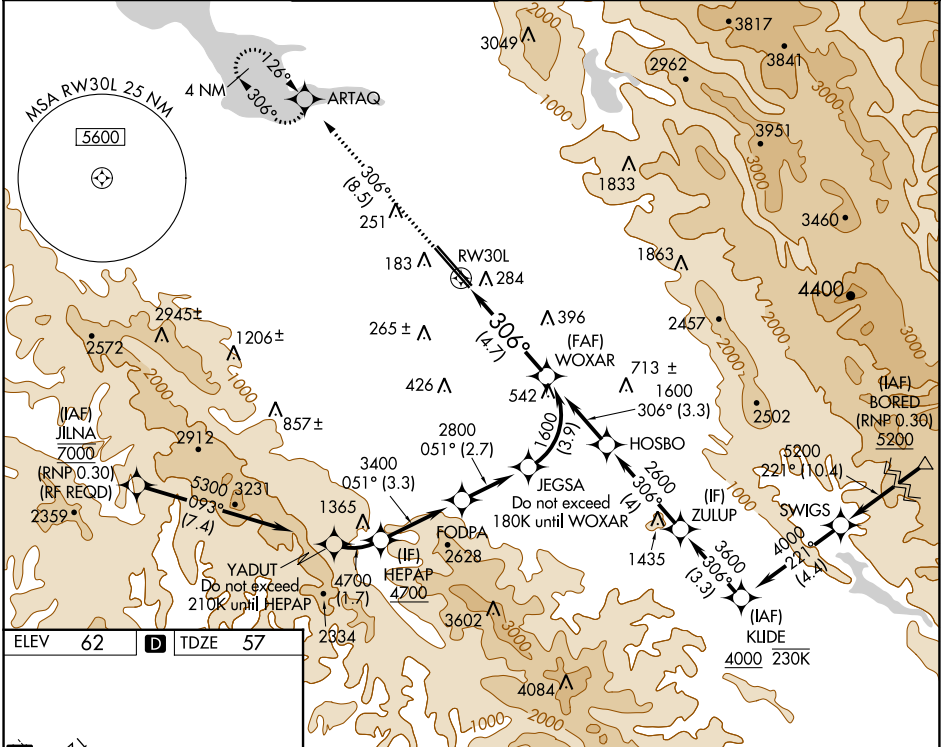 MSA RW30L 25 NM
5600
4 NM
126°
306°
ARTAQ
306°
(8.5)
251
183
RW30L
284
265 ±
306°
(4.7)
396
(FAF)
WOXAR
426
542
713 ±
1600
306° (3.3)
HOSBO
3049
2000
1000
2962
3817
3841
3000
3951
3000
2000
1833
3460
1863
4400
2457
2000
3000
2502
1000
(IAF)
BORED
(RNP 0.30)
5200
5200
221° (10.4)
SWIGS
4000
221°
(4.4)
2600
306°
(4)
(IF)
ZULUP
1435
3600
306°
(3.3)
(IAF)
KLIDE
4000 230K
2945±
2572
1206 ±
2000
1000
857 ±
(IAF)
JILNA
7000
(RNP 0.30)
(RF REQD)
2359
2912
5300
093°
(7.4)
3231
1365
3400
051° (3.3)
2800
051° (2.7)
1600
(3.9)
JEGSA
Do not exceed
180K until WOXAR
FODPA
2628
(IF)
HEPAP
4700
YADUT
Do not exceed
210K until HEPAP
4700
(1.7)
2334
3602
3000
4084
1000
2000
ELEV 62 D TDZE 57